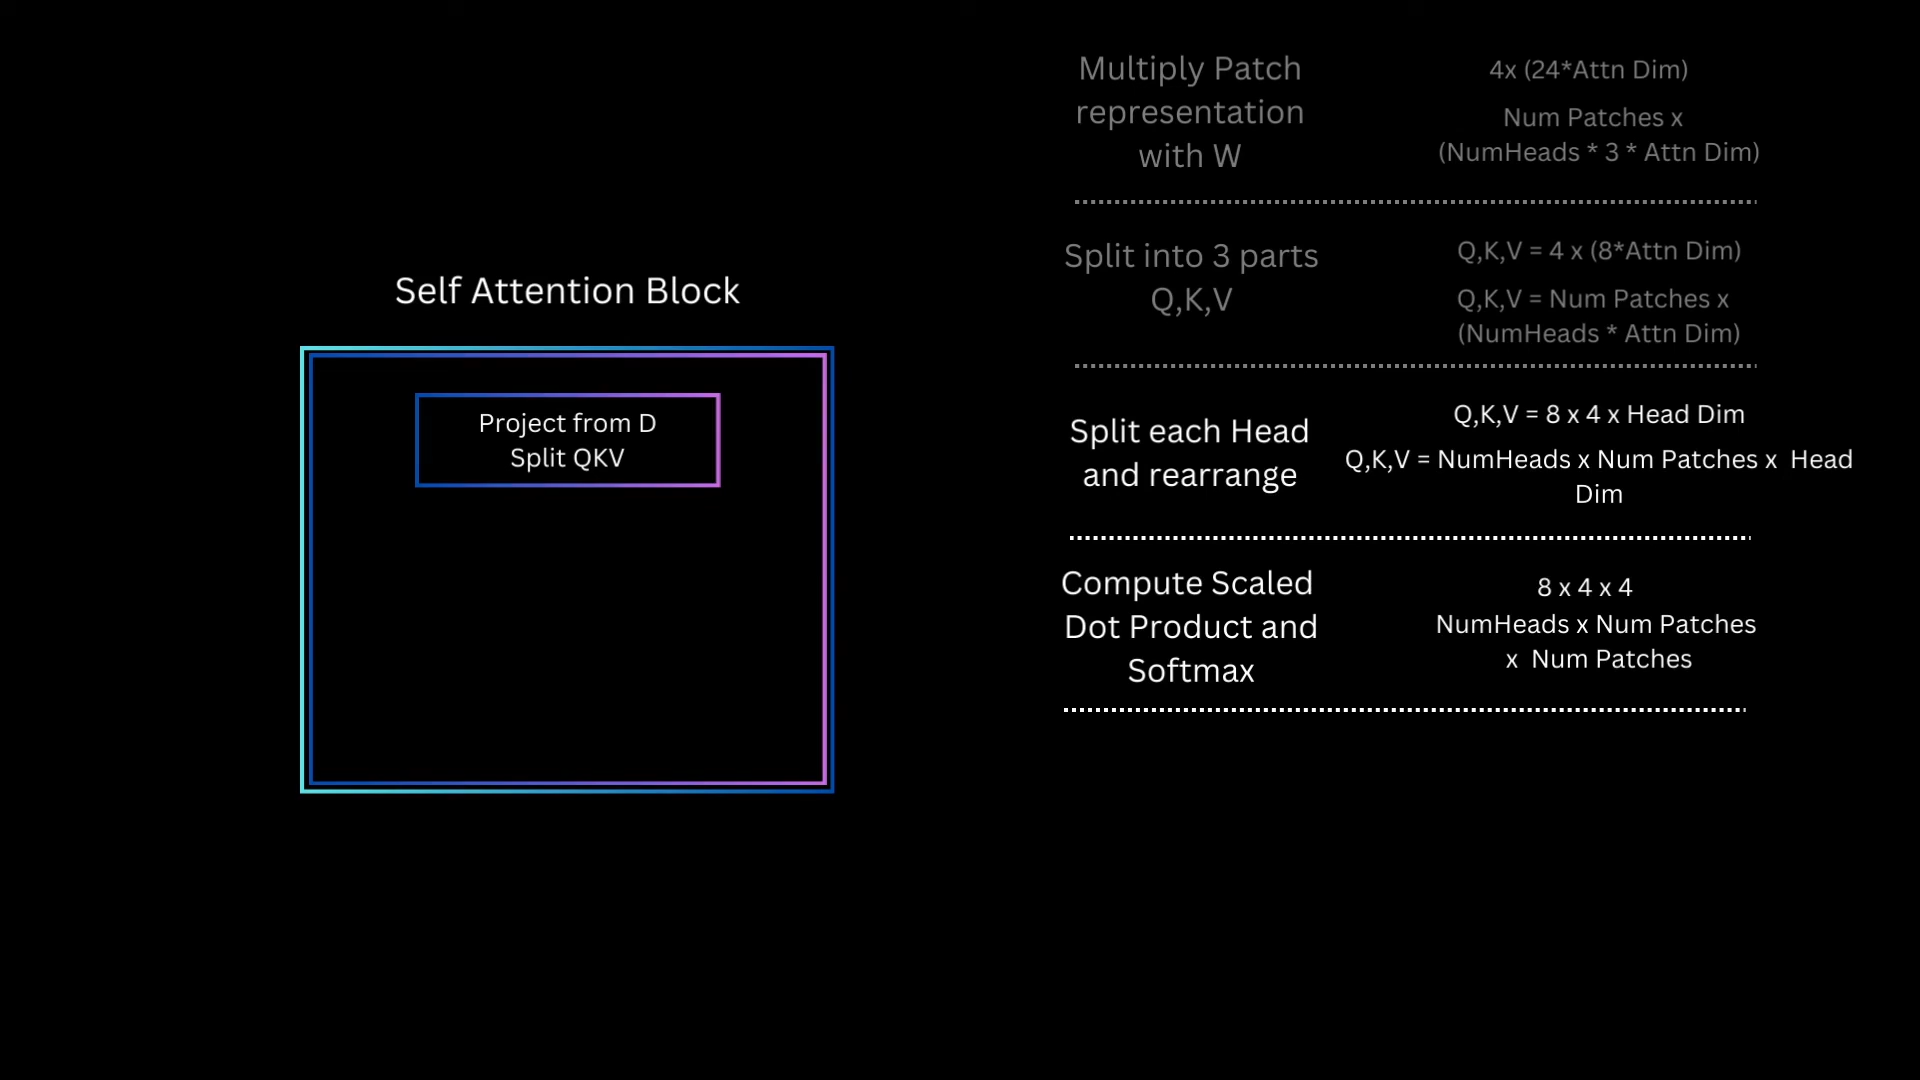 Self Attention Block
Project from D
Split QKV
Multiply Patch
representation
with W
4x (24*Attn Dim)
Num Patches x
(NumHeads * 3 * Attn Dim)
Split into 3 parts
Q,K,V
Q,K,V = 4 x (8*Attn Dim)
Q,K,V = Num Patches x
(NumHeads * Attn Dim)
Split each Head
and rearrange
Q,K,V = 8 x 4 x Head Dim
Q,K,V = NumHeads x Num Patches x Head
Dim
Compute Scaled
Dot Product and
Softmax
8 x 4 x 4
NumHeads x Num Patches
x Num Patches